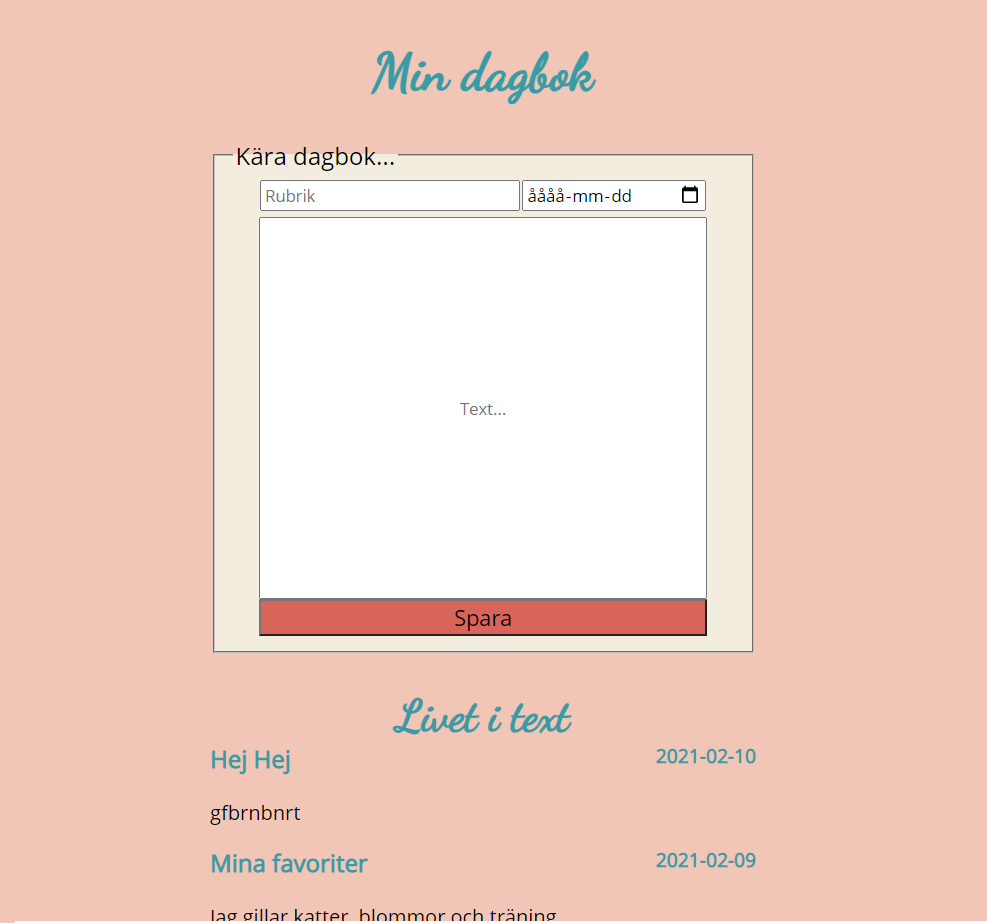 Min dagbok
Kära dagbok...
Rubrik åååå-mm-dd
Text...
Spara
Livet i text
Hej Hej 2021-02-10
gfbrnbnrt
Mina favoriter 2021-02-09
Jag gillar katter, blommor och träning